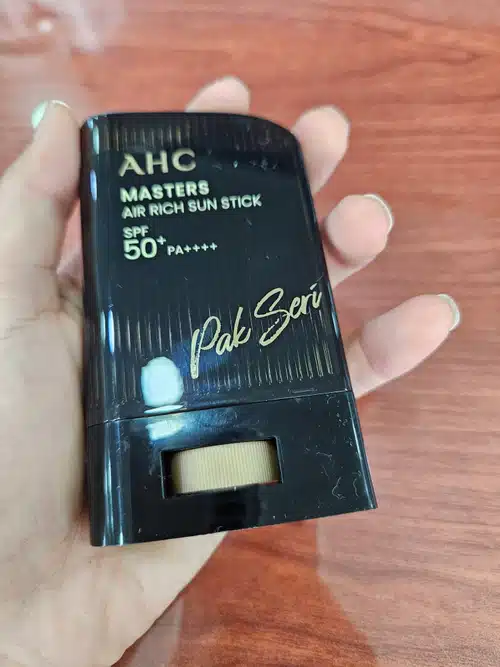 AHC
MASTERS
AIR RICH SUN STICK
SPF
50+ PA++++
Pak Seri